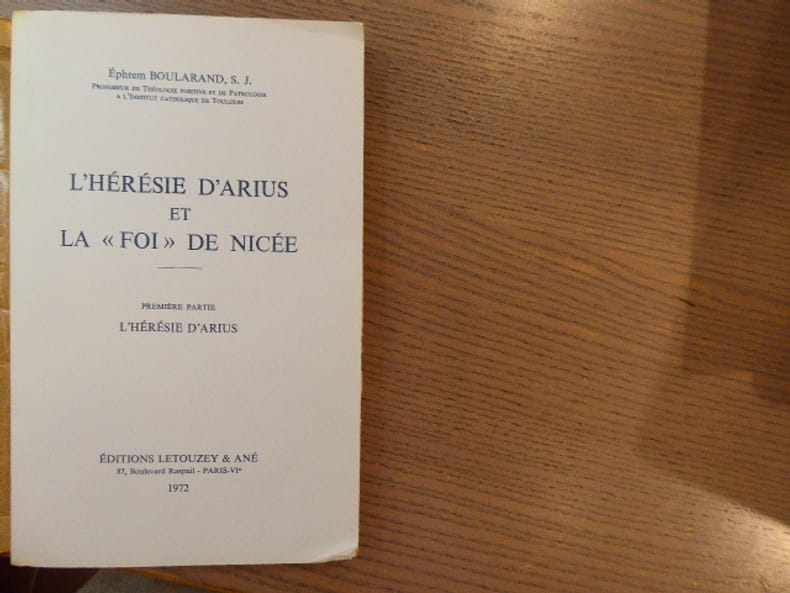 Éphrem BOULARAND, S. J.
PROFESSEUR DE THÉOLOGIE POSITIVE ET DE PATROLOGIE
A L'INSTITUT CATHOLIQUE DE TOULOUSE
L'HÉRÉSIE D'ARIUS
ET
LA « FOI » DE NICÉE
PREMIÈRE PARTIE
L'HÉRÉSIE D'ARIUS
ÉDITIONS LETOUZEY & ANÉ
87, Boulevard Raspail - PARIS-VIᵉ
1972